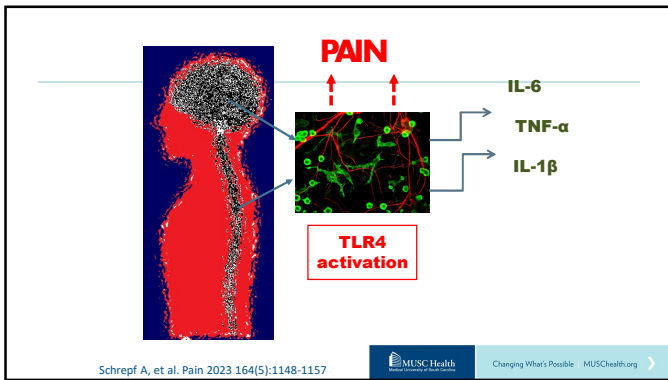 PAIN
IL-6
TNF-α
IL-1β
TLR4
activation
Schrepf A, et al. Pain 2023 164(5):1148-1157
MUSC Health
Medical University of South Carolina
Changing What's Possible | MUSChealth.org